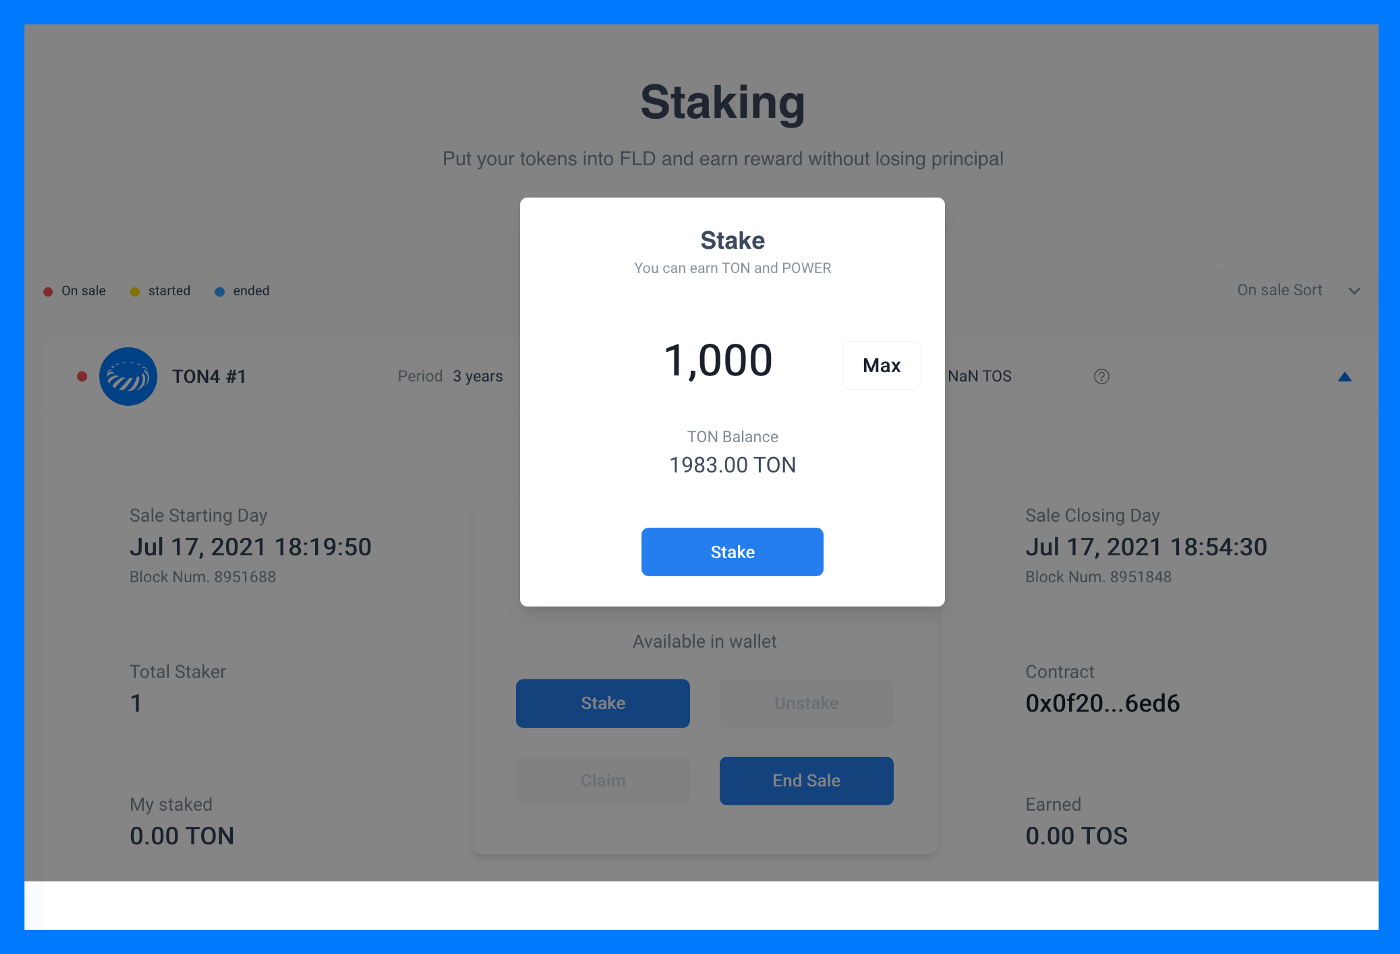 Staking
Put your tokens into FLD and earn reward without losing principal
Stake
You can earn TON and POWER
On sale
started
ended
On sale Sort
1,000
Max
TON4 #1
Period 3 years
NaN TOS
?
TON Balance
1983.00 TON
Sale Starting Day
Jul 17, 2021 18:19:50
Block Num. 8951688
Stake
Sale Closing Day
Jul 17, 2021 18:54:30
Block Num. 8951848
Available in wallet
Total Staker
1
Stake
Unstake
Contract
0x0f20...6ed6
Claim
End Sale
My staked
0.00 TON
Earned
0.00 TOS